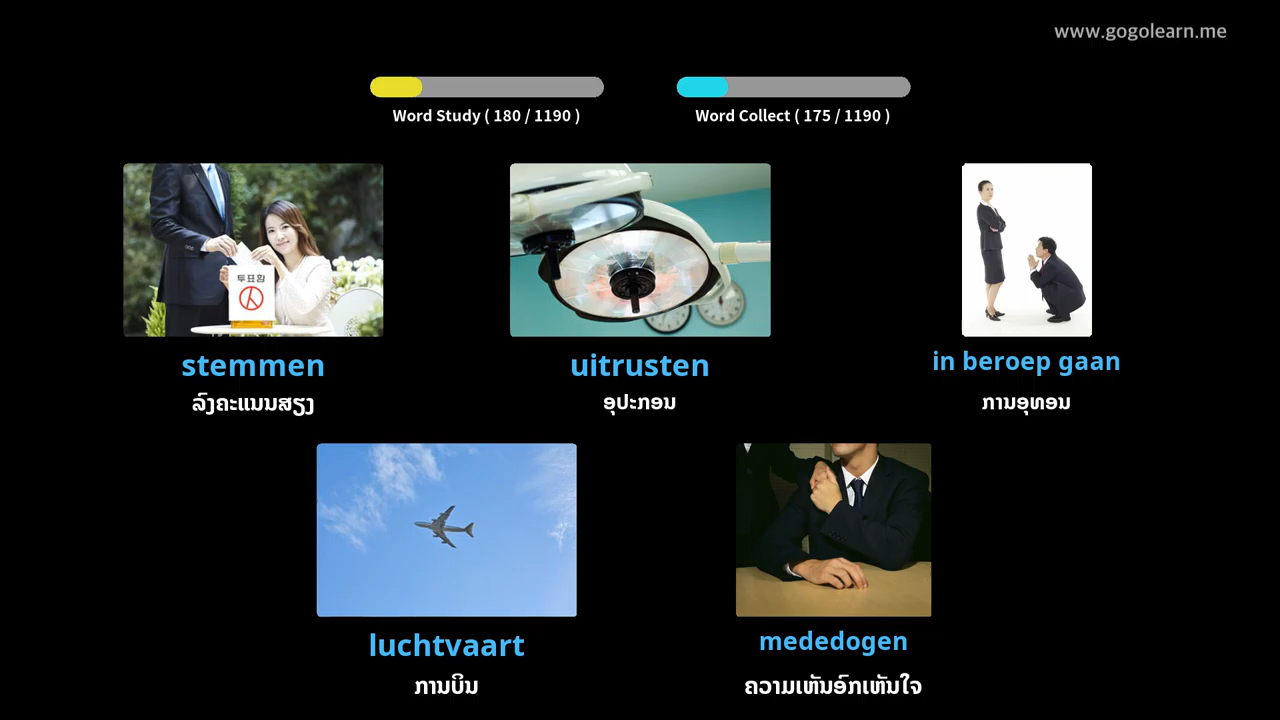 www.gogolearn.me
Word Study ( 180 / 1190 )
Word Collect ( 175 / 1190 )
투표함
stemmen
ລົງຄະແນນສຽງ
uitrusten
ອຸປະກອນ
in beroep gaan
ການອຸທອນ
luchtvaart
ການບິນ
mededogen
ຄວາມເຫັນອົກເຫັນໃຈ